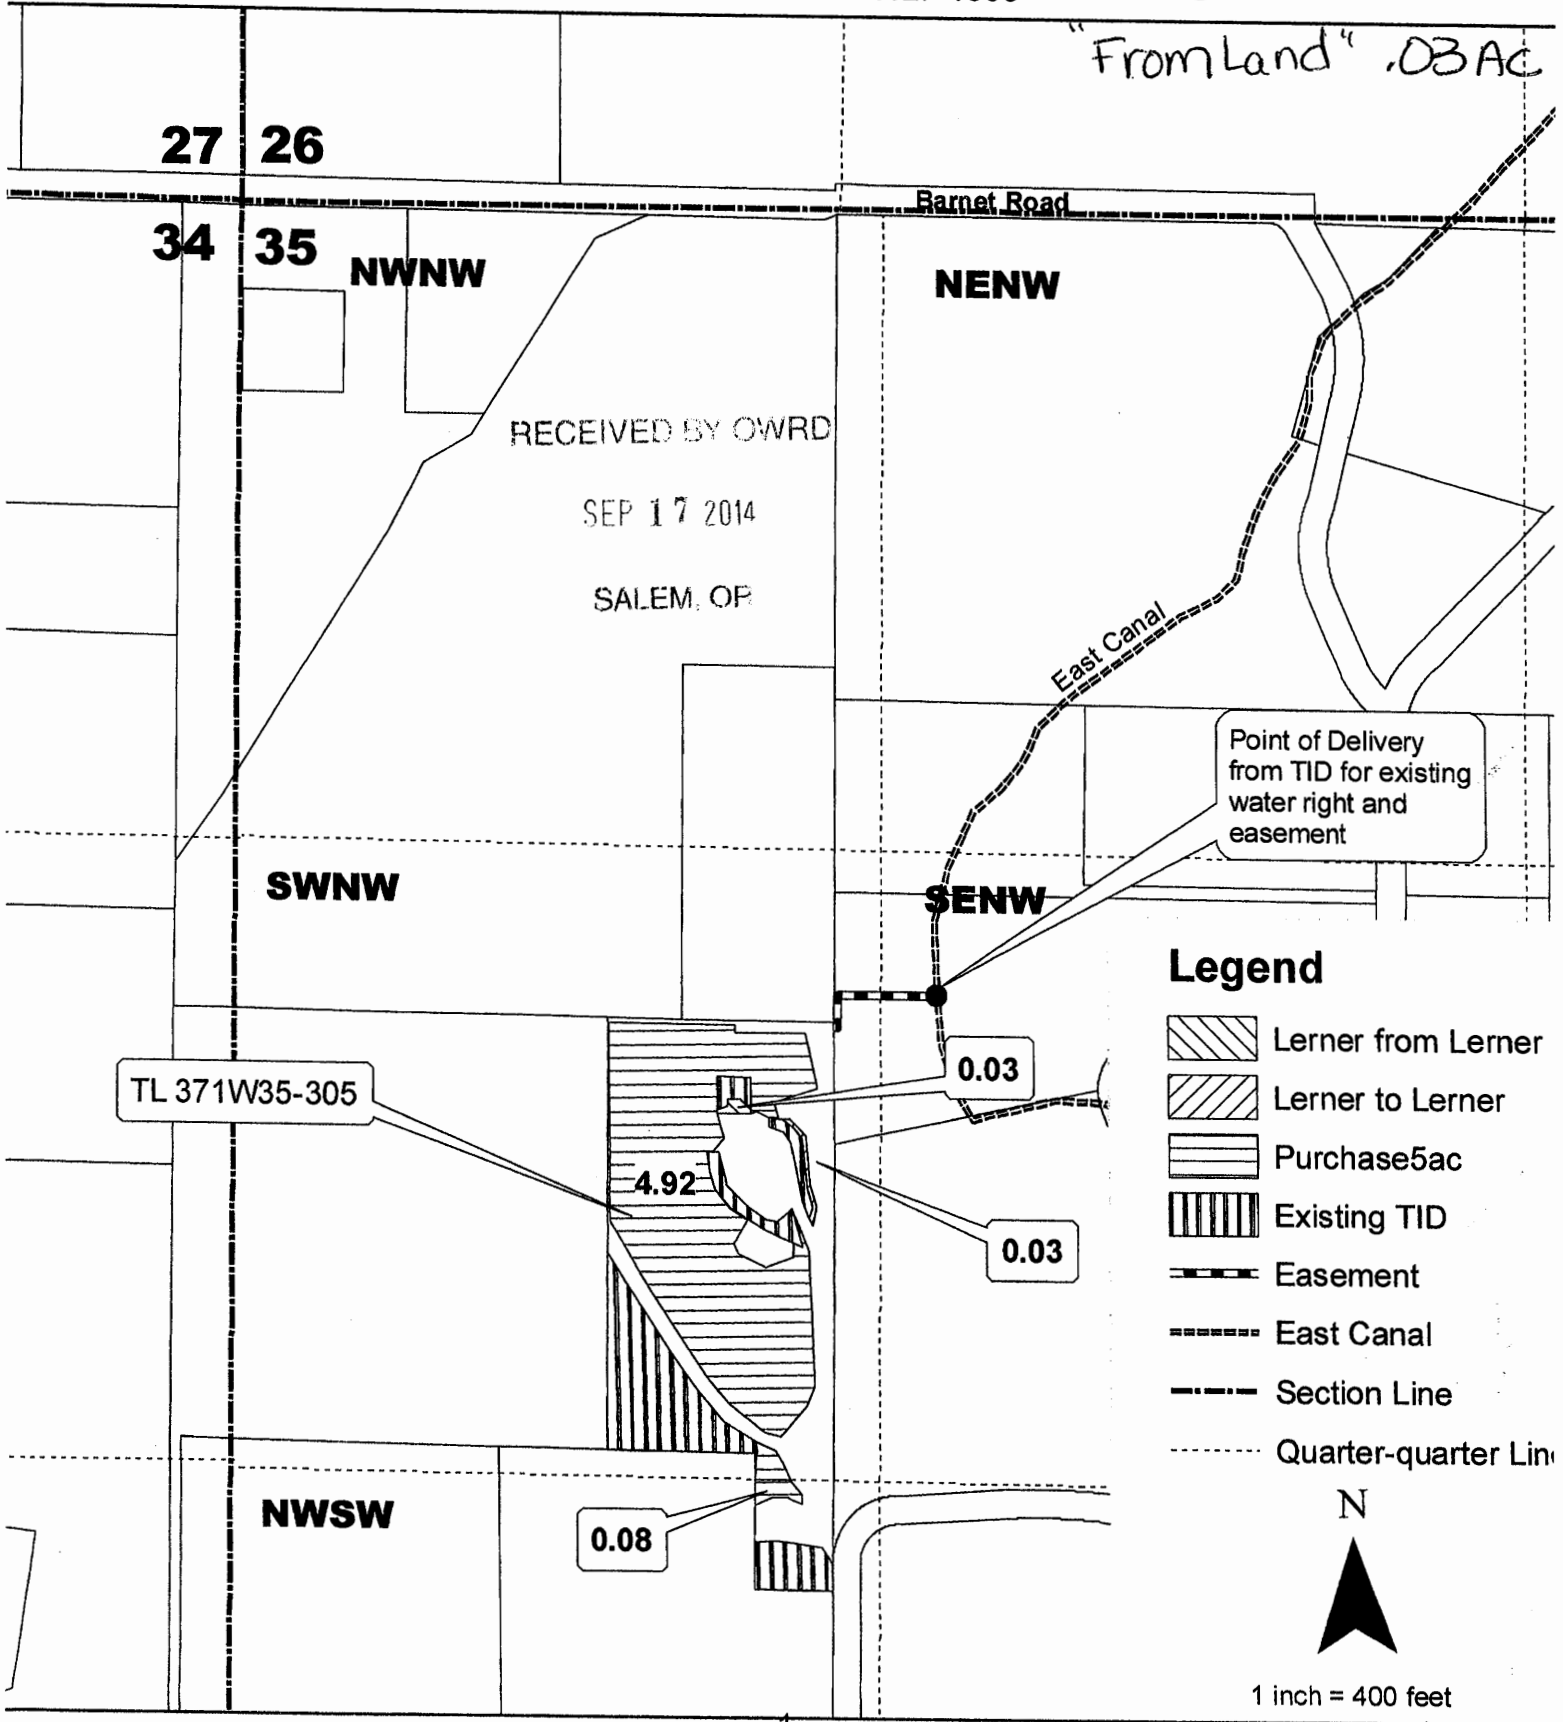 "From Land" .03 AC
27 26
Barnet Road
34 35
NWNW
NENW
RECEIVED BY OWRD
SEP 17 2014
SALEM, OR
East Canal
Point of Delivery
from TID for existing
water right and
easement
SWNW
SENW
Legend
Lerner from Lerner
Lerner to Lerner
Purchase5ac
Existing TID
Easement
East Canal
Section Line
Quarter-quarter Lin
TL 371W35-305
0.03
4.92
0.03
NWSW
0.08
N
1 inch = 400 feet